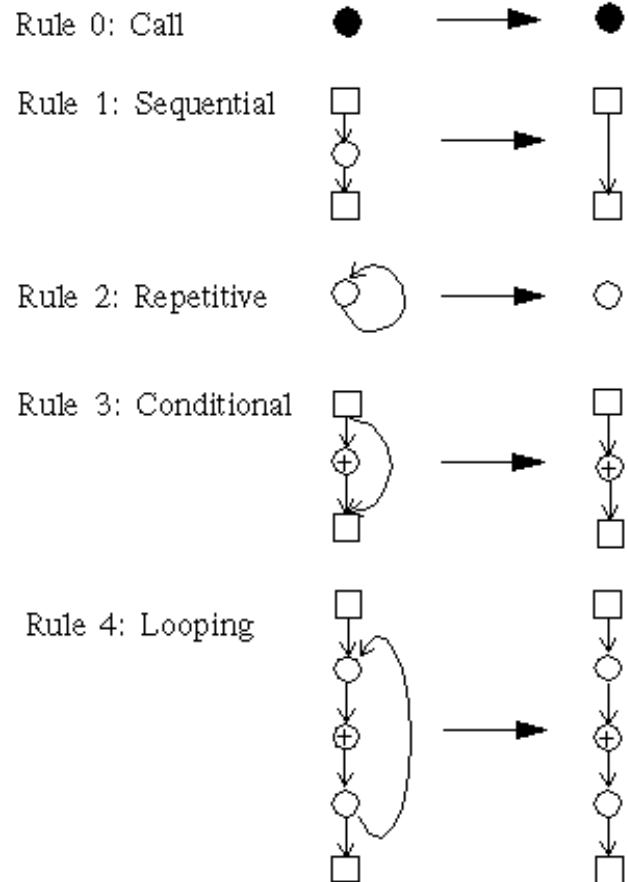 Rule 0: Call
Rule 1: Sequential
Rule 2: Repetitive
Rule 3: Conditional
+
+
Rule 4: Looping
+
+